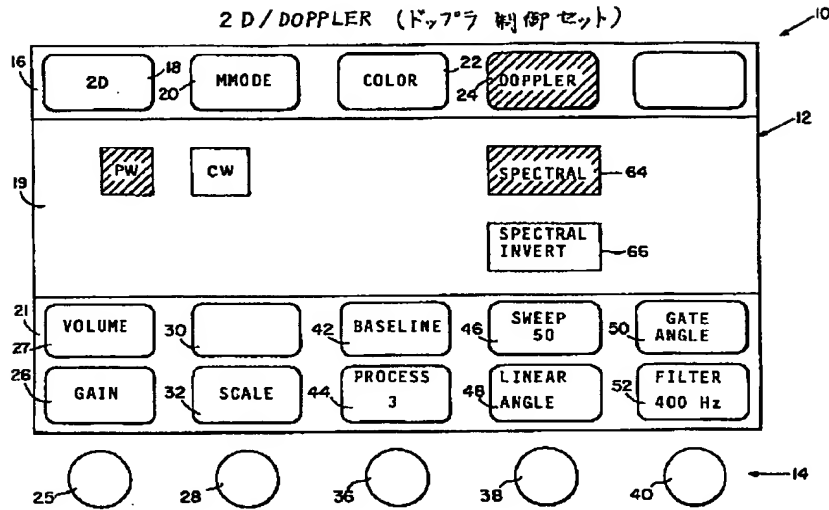 2D/DOPPLER (ドップラ 制御セット)
10
16 2D 18 20 MMODE COLOR 22 24 DOPPLER
12
19 PW CW SPECTRAL 64
SPECTRAL INVERT 66
21 VOLUME 27 30 42 BASELINE 46 SWEEP 50 50 GATE ANGLE
26 GAIN 32 SCALE 44 PROCESS 3 48 LINEAR ANGLE 52 FILTER 400 Hz
25 28 36 38 40 14